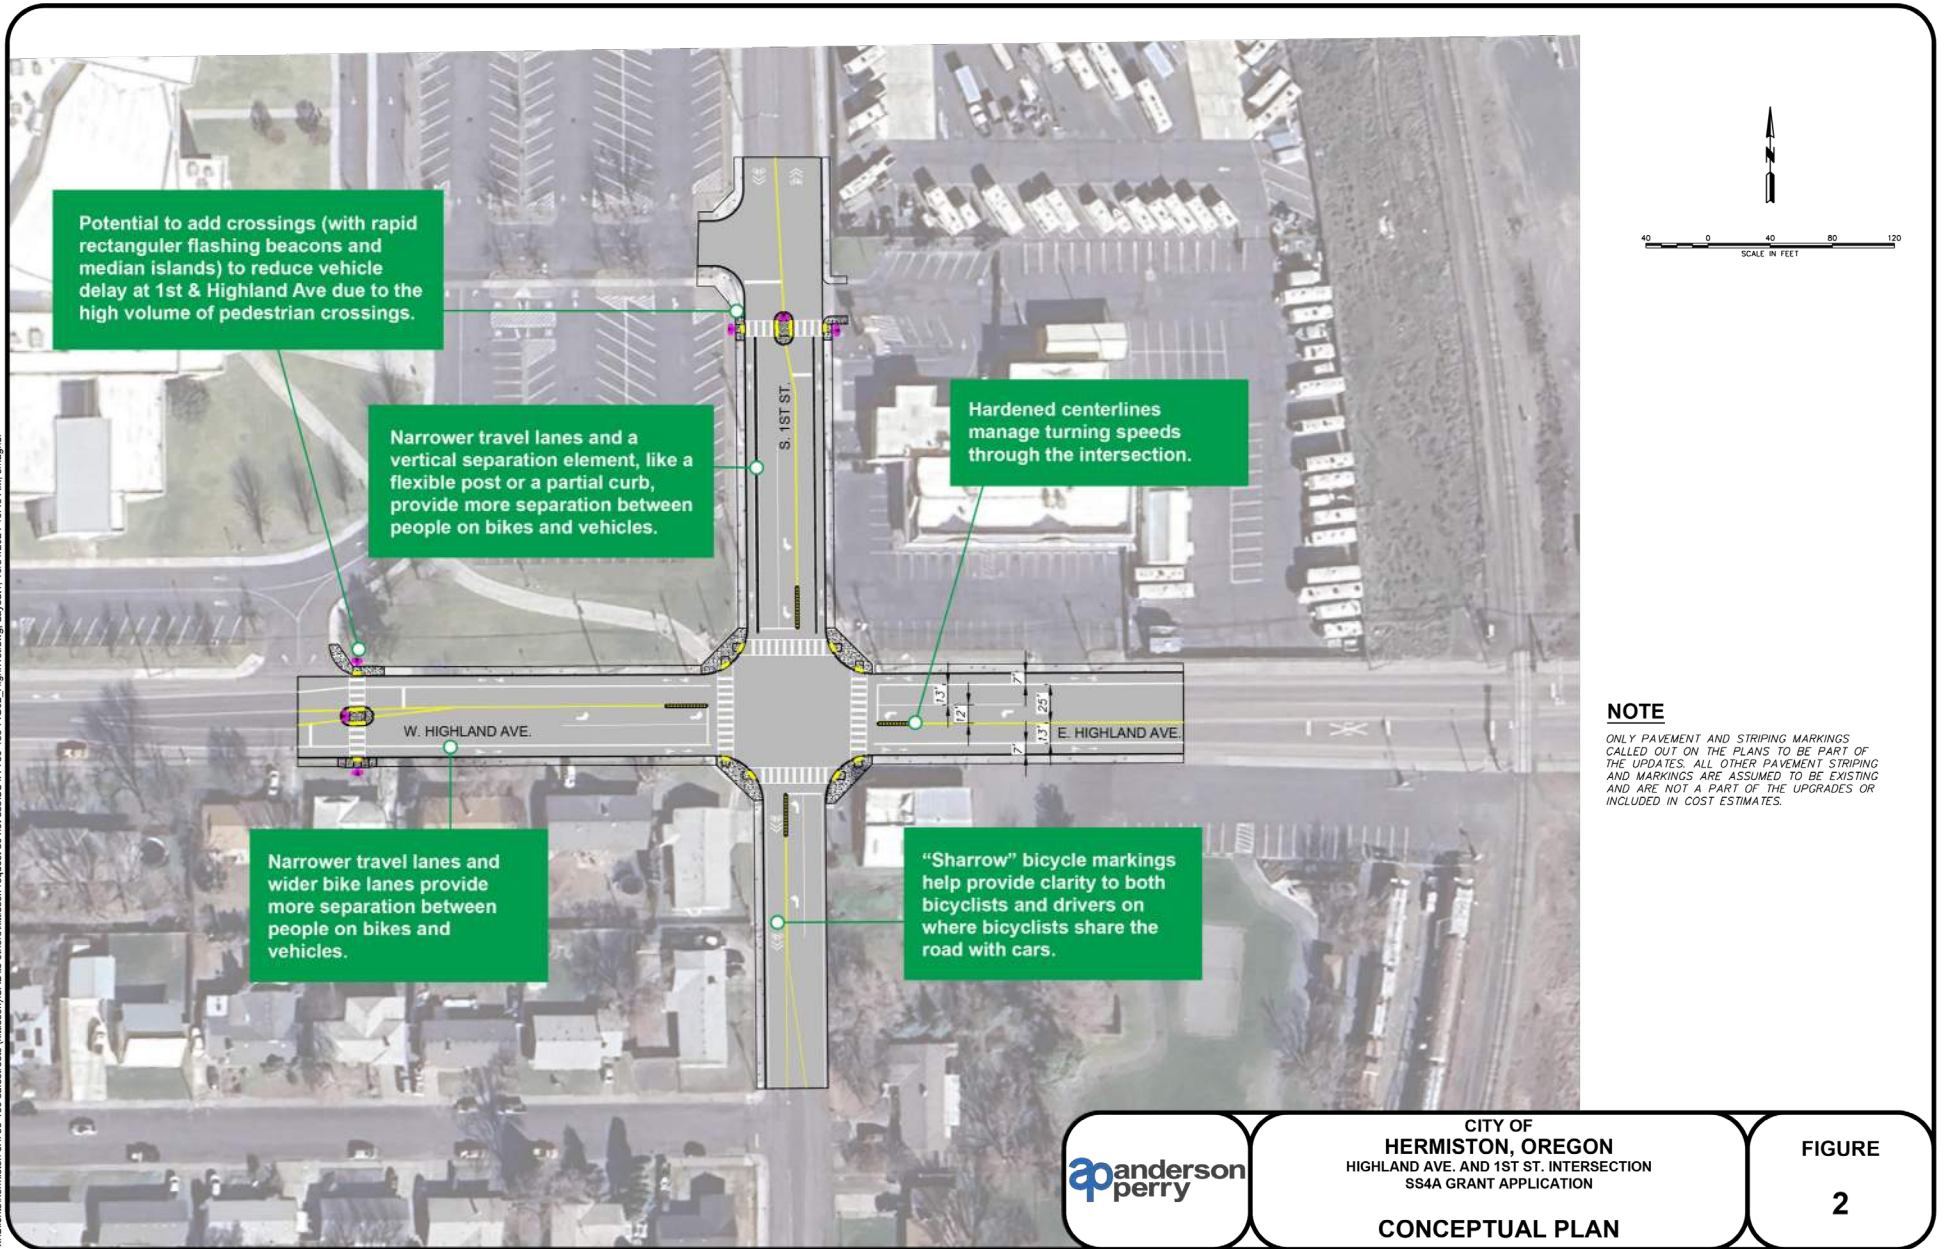 Potential to add crossings (with rapid
rectanguler flashing beacons and
median islands) to reduce vehicle
delay at 1st & Highland Ave due to the
high volume of pedestrian crossings.
Narrower travel lanes and a
vertical separation element, like a
flexible post or a partial curb,
provide more separation between
people on bikes and vehicles.
Hardened centerlines
manage turning speeds
through the intersection.
S. 1ST ST.
W. HIGHLAND AVE.
E. HIGHLAND AVE.
13'
12'
7'
25'
13'
7'
Narrower travel lanes and
wider bike lanes provide
more separation between
people on bikes and
vehicles.
“Sharrow” bicycle markings
help provide clarity to both
bicyclists and drivers on
where bicyclists share the
road with cars.
N
40 0 40 80 120
SCALE IN FEET
NOTE
ONLY PAVEMENT AND STRIPING MARKINGS
CALLED OUT ON THE PLANS TO BE PART OF
THE UPDATES. ALL OTHER PAVEMENT STRIPING
AND MARKINGS ARE ASSUMED TO BE EXISTING
AND ARE NOT A PART OF THE UPGRADES OR
INCLUDED IN COST ESTIMATES.
ap anderson
perry
CITY OF
HERMISTON, OREGON
HIGHLAND AVE. AND 1ST ST. INTERSECTION
SS4A GRANT APPLICATION
CONCEPTUAL PLAN
FIGURE
2